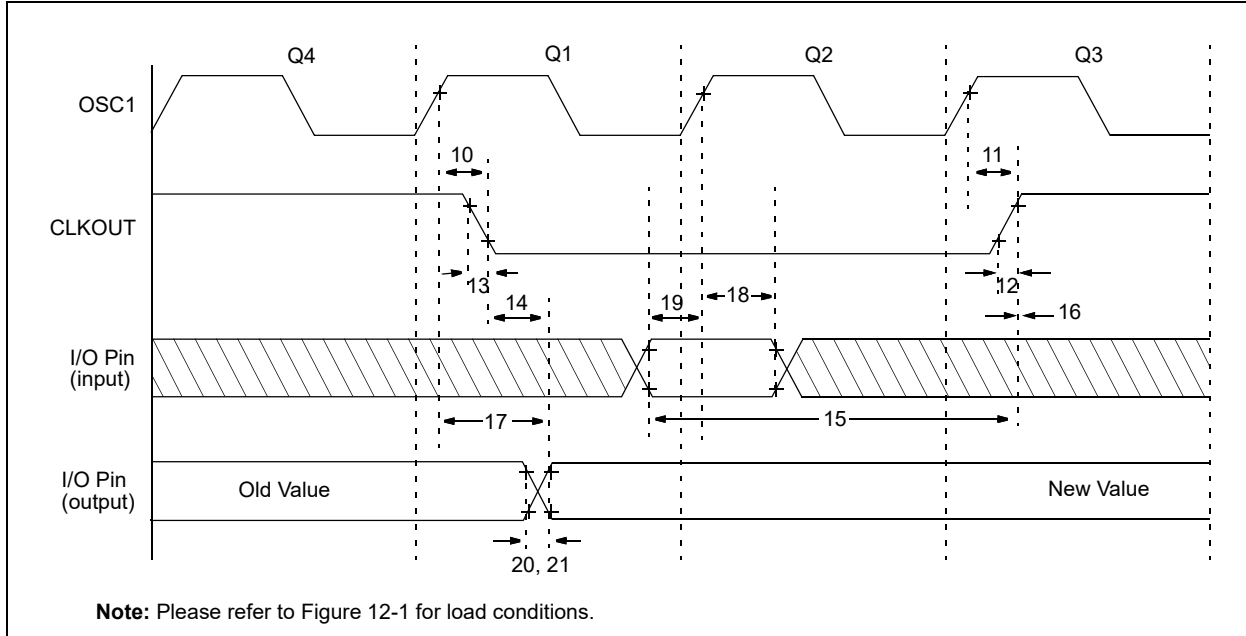 Q4 Q1 Q2 Q3
OSC1
10 11
CLKOUT
13 12
14 19 18 16
I/O Pin
(input)
17 15
I/O Pin
(output)
Old Value New Value
20, 21
Note: Please refer to Figure 12-1 for load conditions.